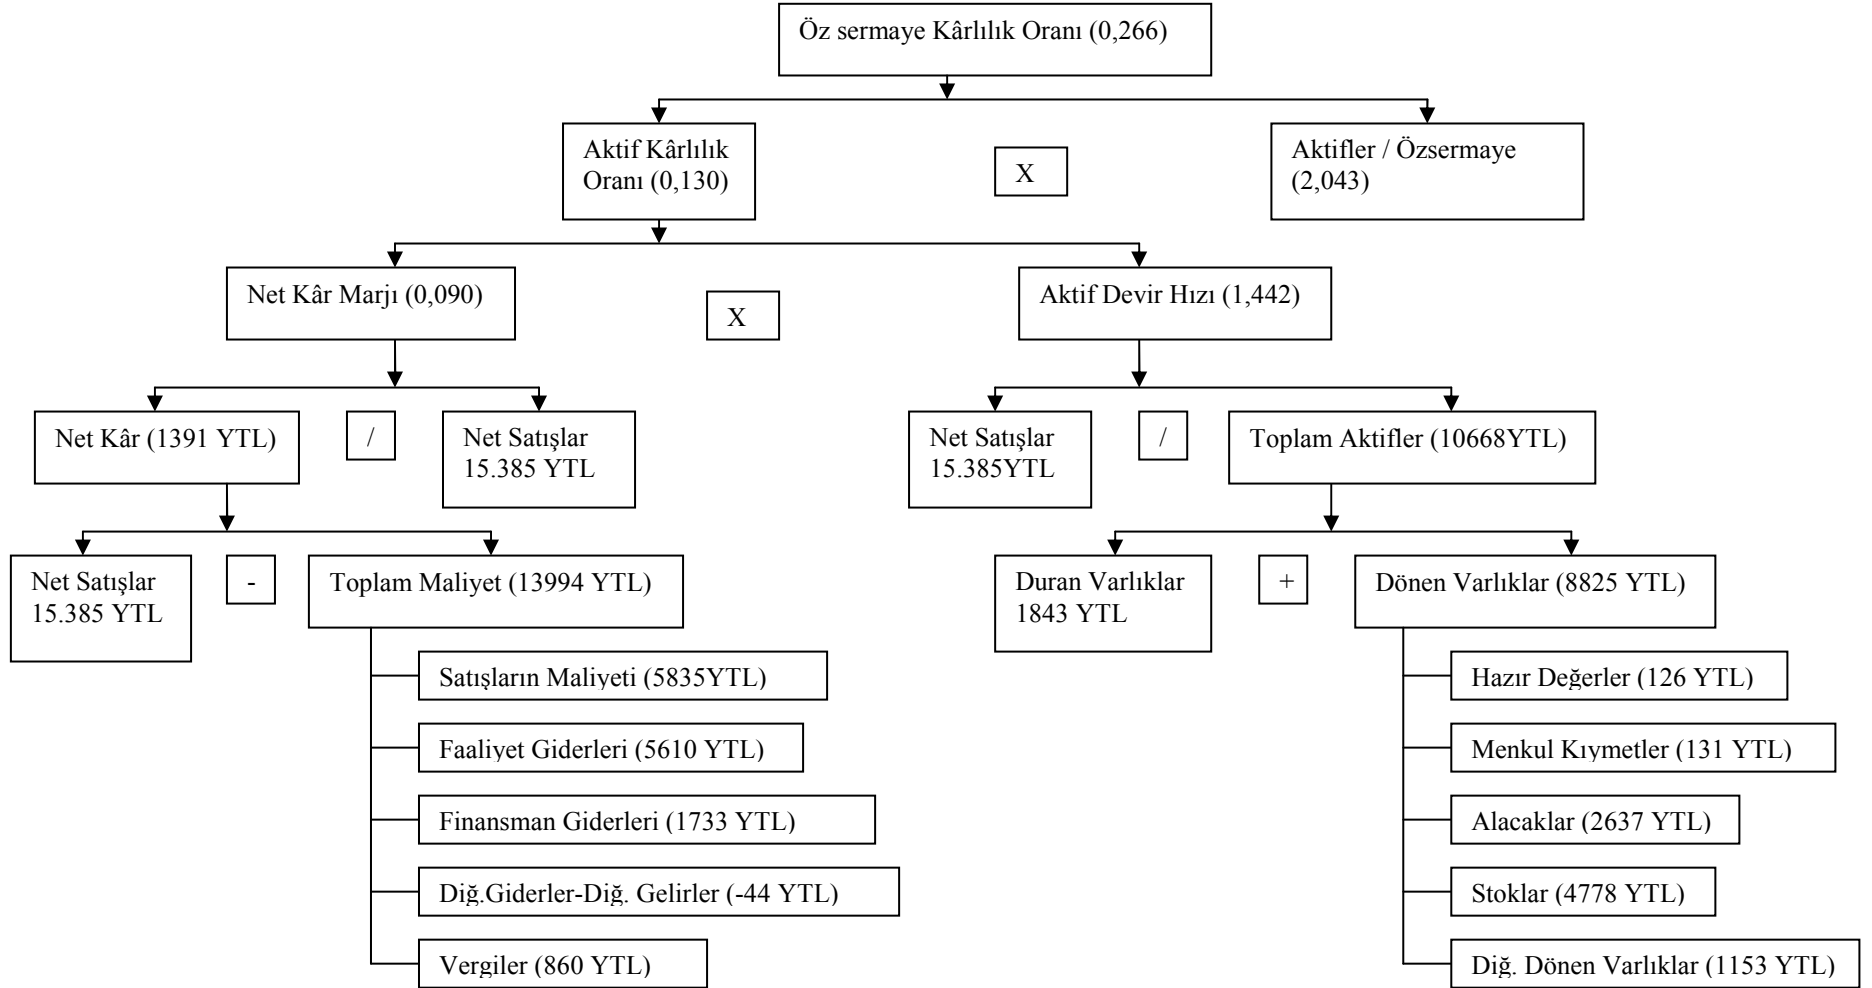 Öz sermaye Kârlılık Oranı (0,266)
Aktif Kârlılık
Oranı (0,130)
X
Aktifler / Özsermaye
(2,043)
Net Kâr Marjı (0,090)
X
Aktif Devir Hızı (1,442)
Net Kâr (1391 YTL)
/
Net Satışlar
15.385 YTL
Net Satışlar
15.385YTL
/
Toplam Aktifler (10668YTL)
Net Satışlar
15.385 YTL
-
Toplam Maliyet (13994 YTL)
Duran Varlıklar
1843 YTL
+
Dönen Varlıklar (8825 YTL)
Satışların Maliyeti (5835YTL)
Faaliyet Giderleri (5610 YTL)
Finansman Giderleri (1733 YTL)
Diğ.Giderler-Diğ. Gelirler (-44 YTL)
Vergiler (860 YTL)
Hazır Değerler (126 YTL)
Menkul Kıymetler (131 YTL)
Alacaklar (2637 YTL)
Stoklar (4778 YTL)
Diğ. Dönen Varlıklar (1153 YTL)